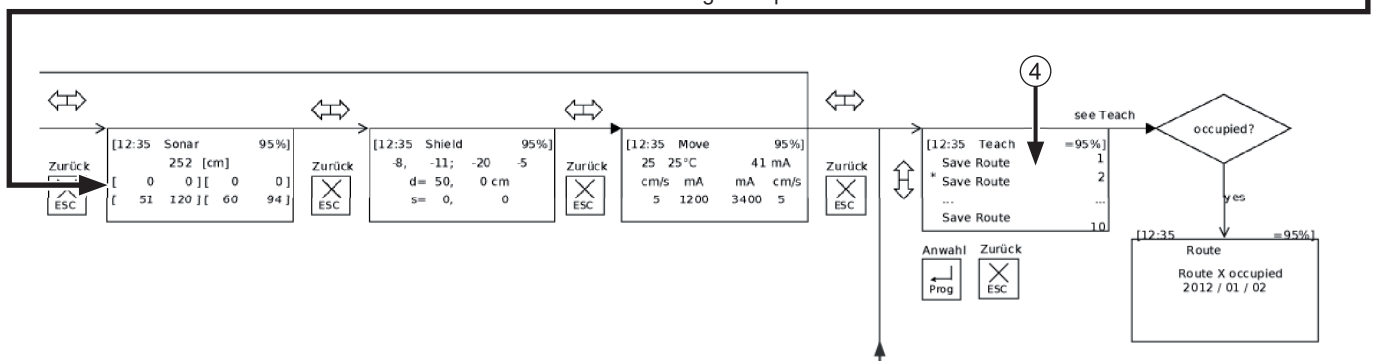 4
see Teach
occupied?
Zurück
ESC
[12:35 Sonar 95%]
252 [cm]
[ 0 0 ] [ 0 0 ]
[ 51 120 ] [ 60 94 ]
Zurück
ESC
[12:35 Shield 95%]
-8, -11; -20 -5
d= 50, 0 cm
s= 0, 0
Zurück
ESC
[12:35 Move 95%]
25 25°C 41 mA
cm/s mA mA cm/s
5 1200 3400 5
Zurück
ESC
[12:35 Teach =95%]
Save Route 1
* Save Route 2
... ...
Save Route 10
Anwahl Zurück
Prog ESC
yes
[12:35 =95%]
Route
Route X occupied
2012 / 01 / 02